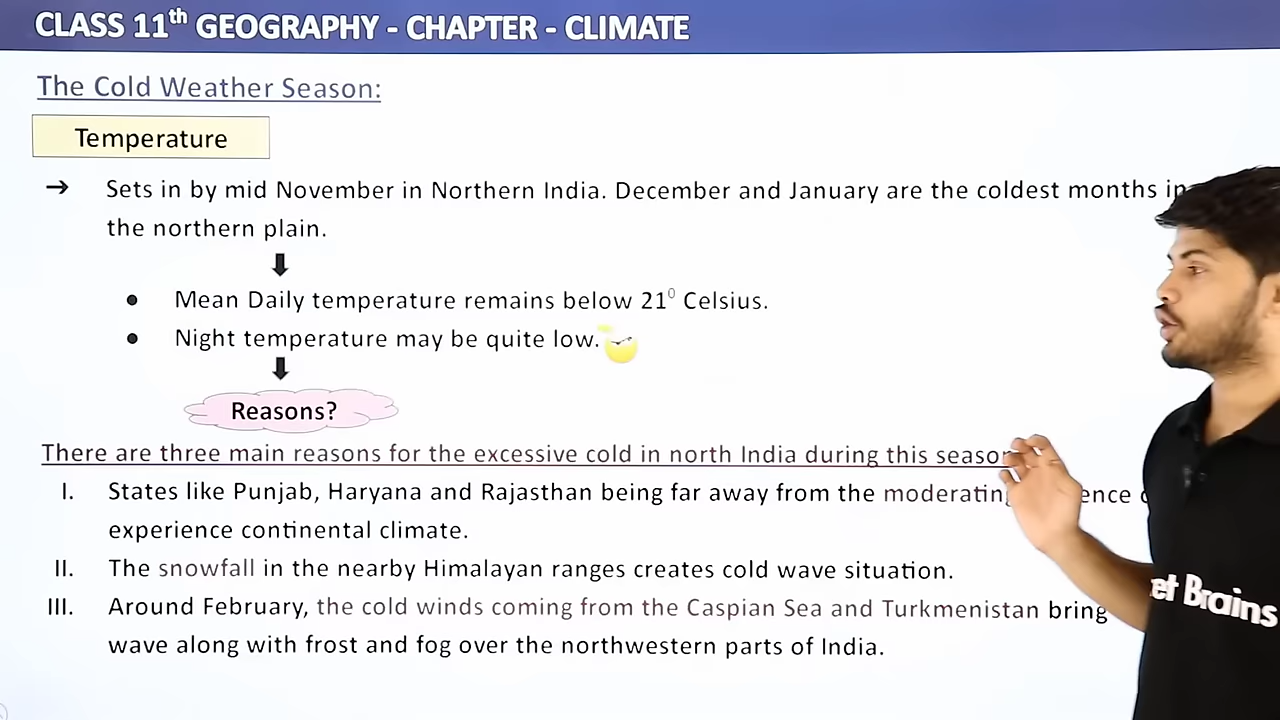 CLASS 11th GEOGRAPHY - CHAPTER - CLIMATE
The Cold Weather Season:
Temperature
→ Sets in by mid November in Northern India. December and January are the coldest months in
the northern plain.
• Mean Daily temperature remains below 21⁰ Celsius.
• Night temperature may be quite low.
Reasons?
There are three main reasons for the excessive cold in north India during this season
I. States like Punjab, Haryana and Rajasthan being far away from the moderating
experience continental climate.
II. The snowfall in the nearby Himalayan ranges creates cold wave situation.
III. Around February, the cold winds coming from the Caspian Sea and Turkmenistan bring
wave along with frost and fog over the northwestern parts of India.
et Brains